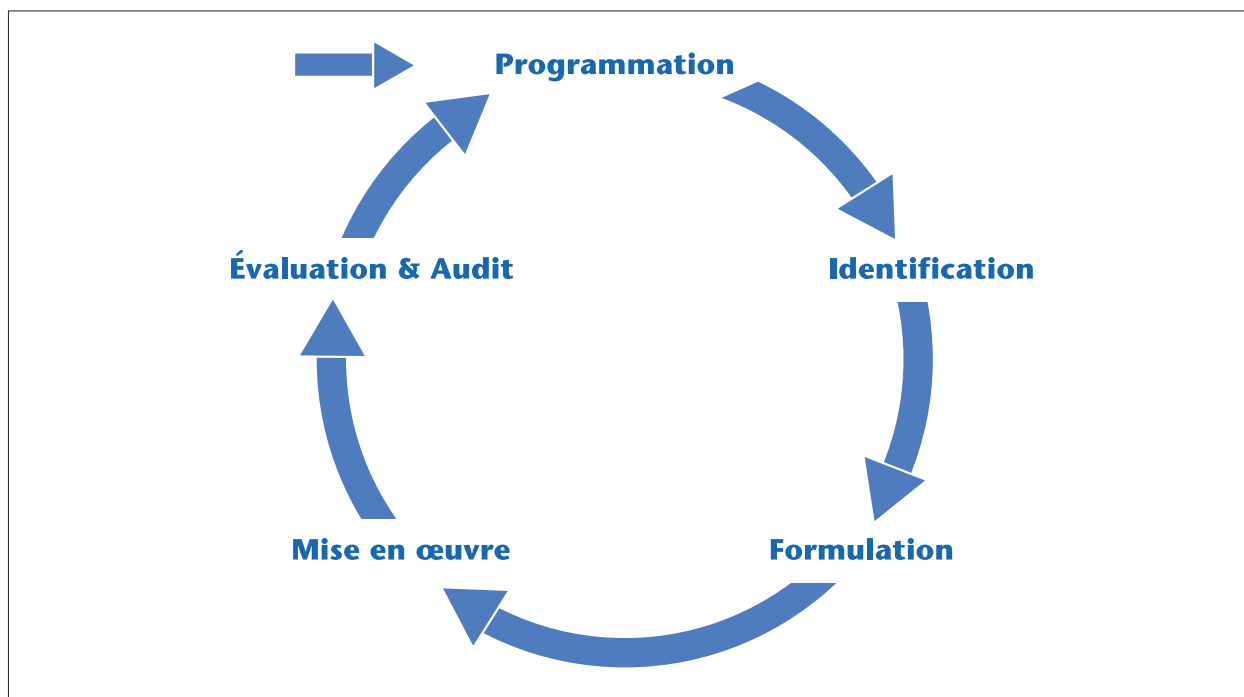 Programmation
Identification
Formulation
Mise en œuvre
Évaluation & Audit